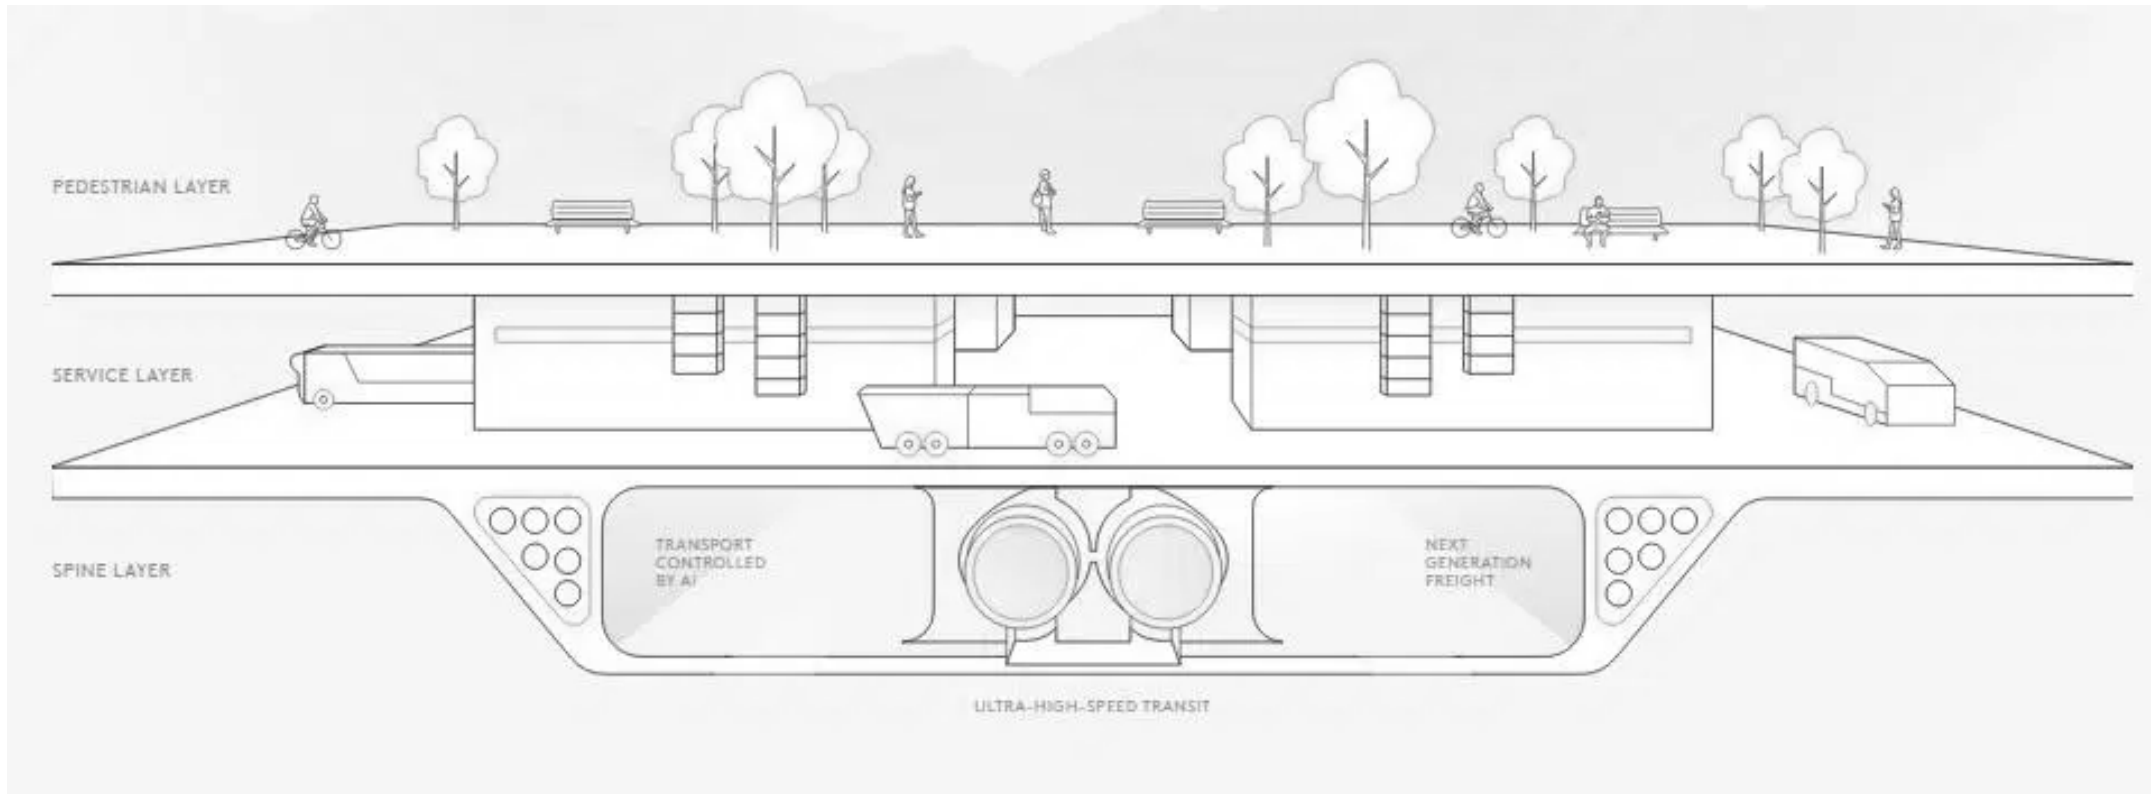 PEDESTRIAN LAYER
SERVICE LAYER
SPINE LAYER
TRANSPORT
CONTROLLED
BY AI
NEXT
GENERATION
FREIGHT
ULTRA-HIGH-SPEED TRANSIT